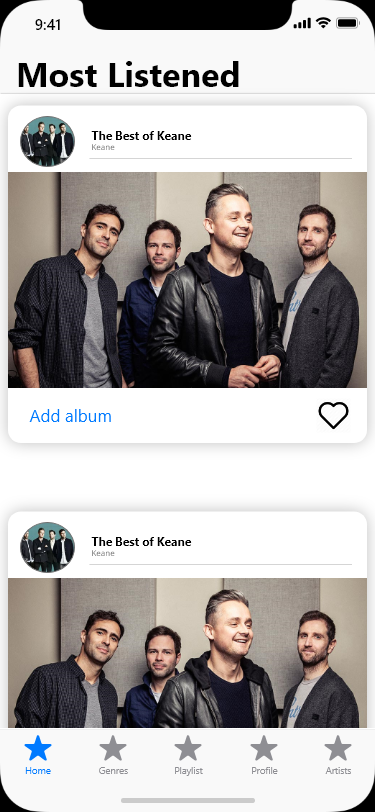 9:41
Most Listened
The Best of Keane
Keane
Add album
The Best of Keane
Keane
Home
Genres
Playlist
Profile
Artists